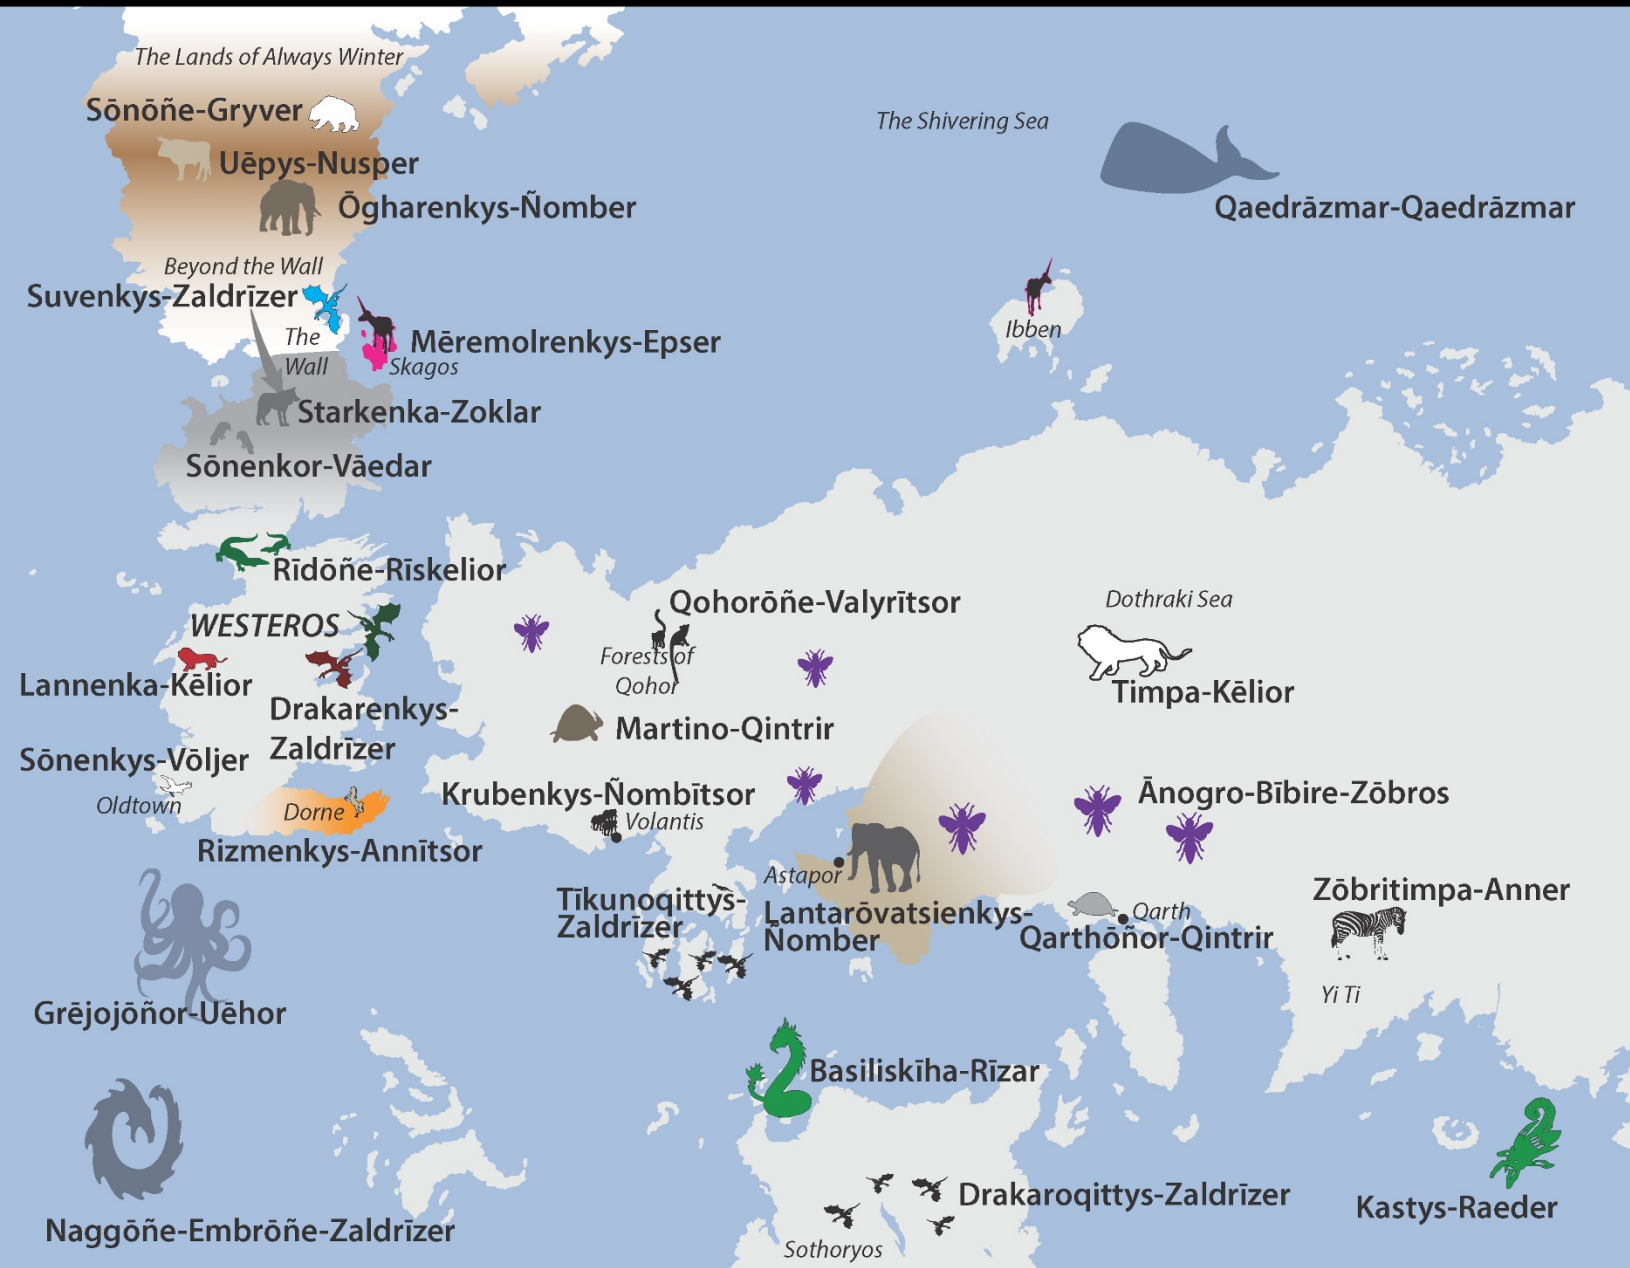 The Lands of Always Winter
Sōnōñe-Gryver
The Shivering Sea
Uēpys-Nusper
Ōgharenkys-Ñomber
Qaedrāzmar-Qaedrāzmar
Beyond the Wall
Suvenkys-Zaldrīzer
The
Wall
Mēremolrenkys-Epser
Skagos
Ibben
Starkenka-Zoklar
Sōnenkor-Vāedar
Rīdōñe-Rīskelior
WESTEROS
Qohorōñe-Valyrītsor
Forests of
Qohor
Dothraki Sea
Timpa-Kēlior
Lannenka-Kēlior
Drakarenkys-
Zaldrīzer
Martino-Qintrir
Sōnenkys-Vōljer
Oldtown
Dorne
Rizmenkys-Annītsor
Krubenkys-Ñombītsor
Volantis
Ānogro-Bībire-Zōbros
Astapor
Tīkunoqittys-
Zaldrīzer
Lantarōvatsienkys-
Ñomber
Qarth
Qarthōñor-Qintrir
Zōbritimpa-Anner
Yi Ti
Grējojōñor-Uēhor
Basiliskīha-Rīzar
Naggōñe-Embrōñe-Zaldrīzer
Drakaroqittys-Zaldrīzer
Sothoryos
Kastys-Raeder